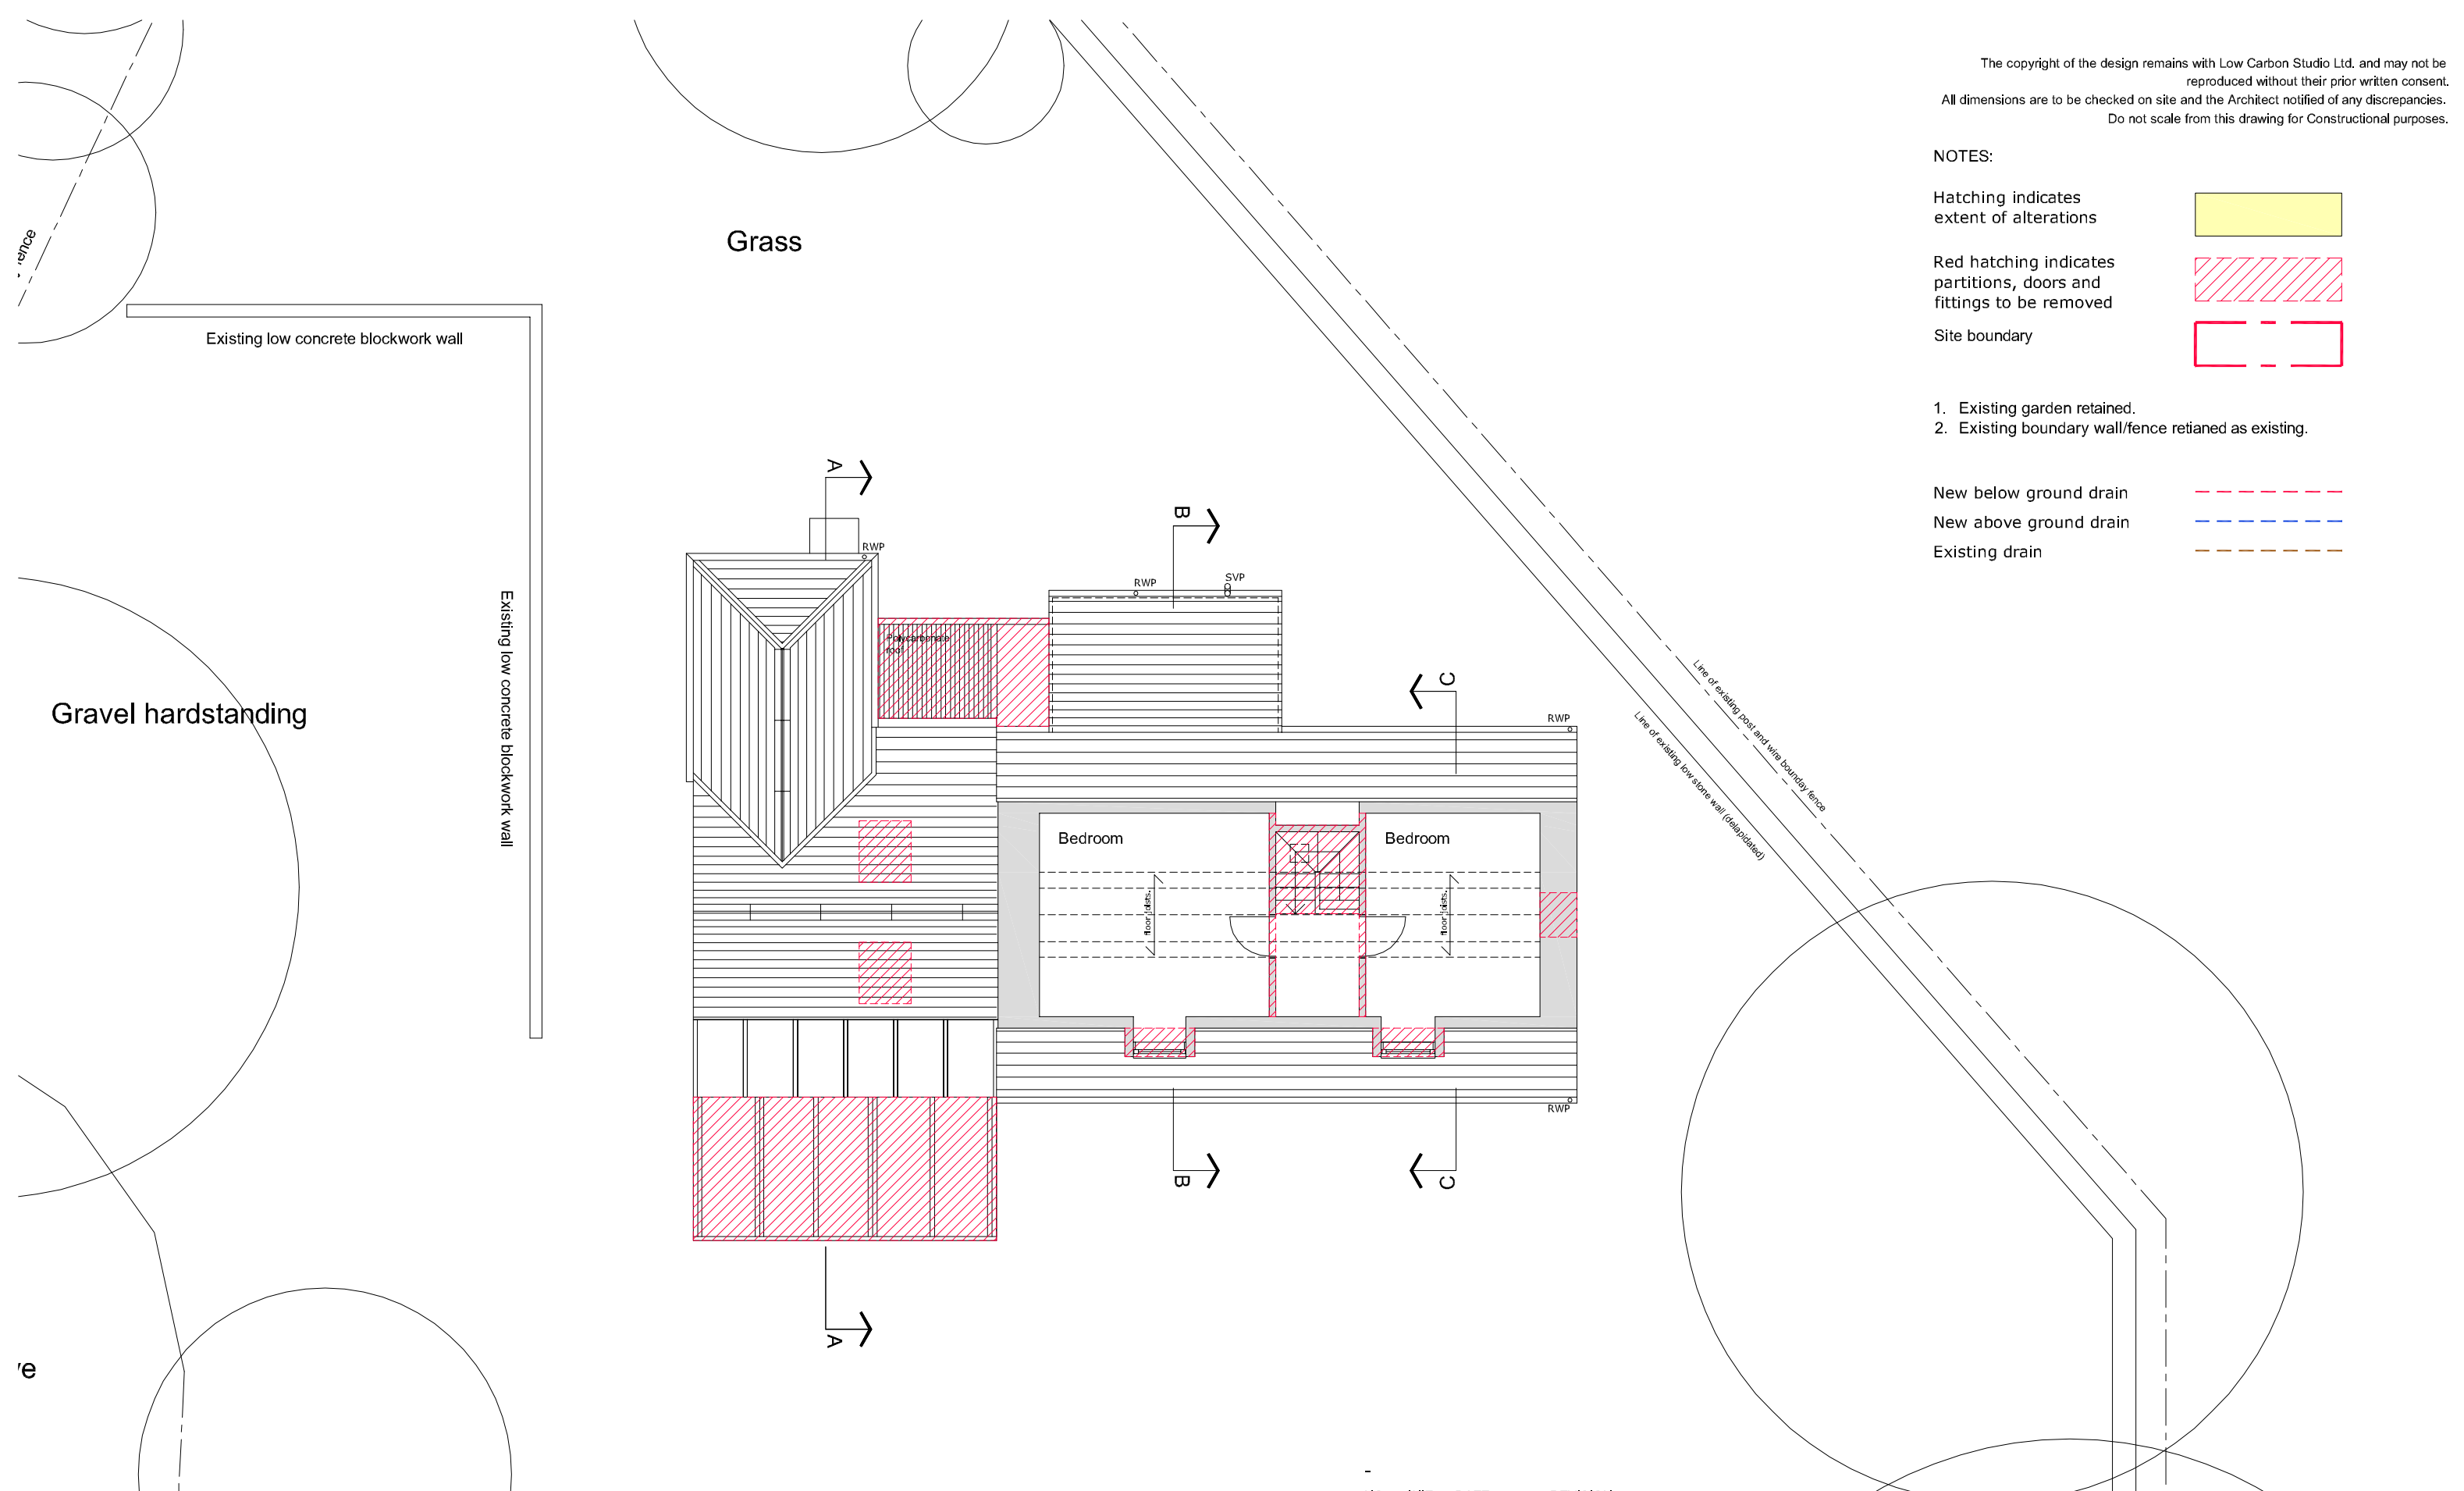 The copyright of the design remains with Low Carbon Studio Ltd. and may not be
reproduced without their prior written consent.
All dimensions are to be checked on site and the Architect notified of any discrepancies.
Do not scale from this drawing for Constructional purposes.
NOTES:
Hatching indicates
extent of alterations
Red hatching indicates
partitions, doors and
fittings to be removed
Site boundary
1. Existing garden retained.
2. Existing boundary wall/fence retianed as existing.
New below ground drain
New above ground drain
Existing drain
Grass
fence
Existing low concrete blockwork wall
Existing low concrete blockwork wall
Gravel hardstanding
A
B
C
RWP
RWP
SVP
RWP
Polycarbonate
roof
Bedroom
Bedroom
floor joists.
floor joists.
Line of existing post and wire bounday fence
Line of existing low stone wall (delapidated)
RWP
B
C
A